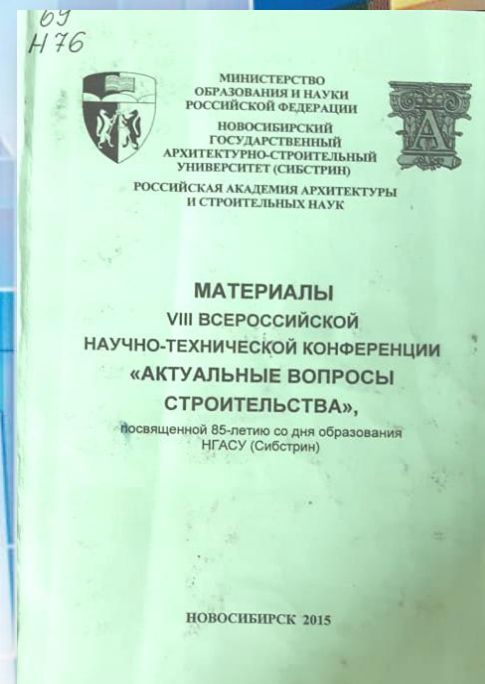 69
Н 76
МИНИСТЕРСТВО
ОБРАЗОВАНИЯ И НАУКИ
РОССИЙСКОЙ ФЕДЕРАЦИИ
НОВОСИБИРСКИЙ
ГОСУДАРСТВЕННЫЙ
АРХИТЕКТУРНО-СТРОИТЕЛЬНЫЙ
УНИВЕРСИТЕТ (СИБСТРИН)
РОССИЙСКАЯ АКАДЕМИЯ АРХИТЕКТУРЫ
И СТРОИТЕЛЬНЫХ НАУК
А
МАТЕРИАЛЫ
VIII ВСЕРОССИЙСКОЙ
НАУЧНО-ТЕХНИЧЕСКОЙ КОНФЕРЕНЦИИ
«АКТУАЛЬНЫЕ ВОПРОСЫ
СТРОИТЕЛЬСТВА»,
посвященной 85-летию со дня образования
НГАСУ (Сибстрин)
НОВОСИБИРСК 2015